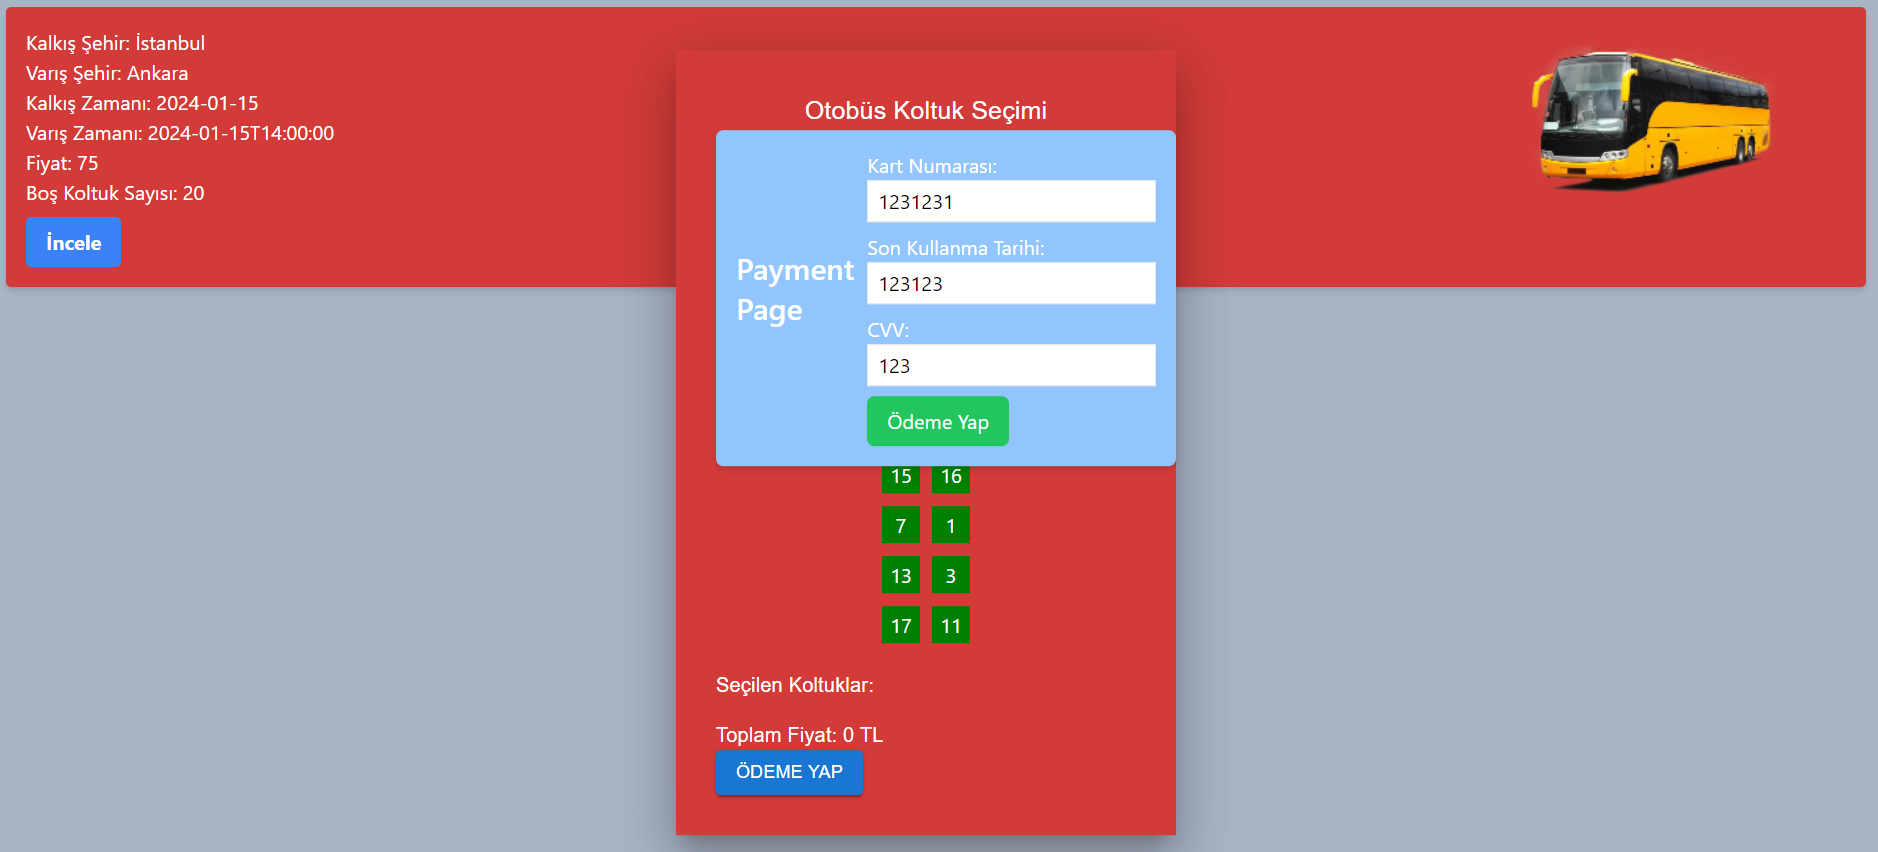 Kalkış Şehir: İstanbul
Varış Şehir: Ankara
Kalkış Zamanı: 2024-01-15
Varış Zamanı: 2024-01-15T14:00:00
Fiyat: 75
Boş Koltuk Sayısı: 20
İncele
Otobüs Koltuk Seçimi
Payment
Page
Kart Numarası:
1231231
Son Kullanma Tarihi:
123123
CVV:
123
Ödeme Yap
15 16
7 1
13 3
17 11
Seçilen Koltuklar:
Toplam Fiyat: 0 TL
ÖDEME YAP